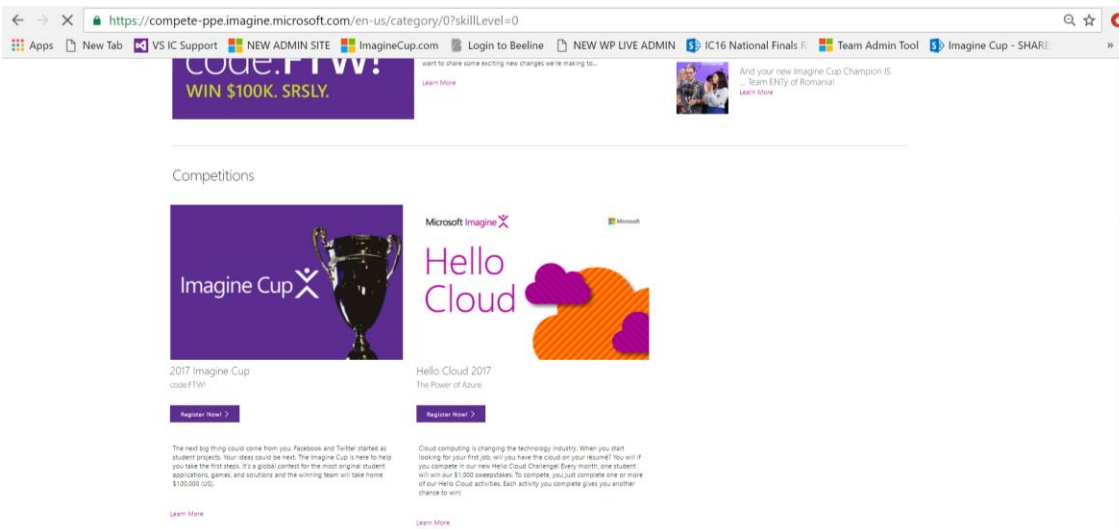 https://compete-ppe.imagine.microsoft.com/en-us/category/0?skillLevel=0
Apps New Tab VS IC Support NEW ADMIN SITE ImagineCup.com Login to Beeline NEW WP LIVE ADMIN IC16 National Finals R Team Admin Tool Imagine Cup - SHARE »
code.FTW!
WIN $100K. SRSLY.
want to share some exciting new changes we're making to...
Learn More
And your new Imagine Cup Champion IS
... Team ENTy of Romania!
Learn More
Competitions
Imagine Cup
Microsoft Imagine
Microsoft
Hello
Cloud
2017 Imagine Cup
code.FTW!
Register Now! >
The next big thing could come from you. Facebook and Twitter started as
student projects. Your ideas could be next. The Imagine Cup is here to help
you take the first steps. It's a global contest for the most original student
applications, games, and solutions and the winning team will take home
$100,000 (US).
Learn More
Hello Cloud 2017
The Power of Azure
Register Now! >
Cloud computing is changing the technology industry. When you start
looking for your first job, will you have the cloud on your résumé? You will if
you compete in our new Hello Cloud Challenge! Every month, one student
will win our $1,000 sweepstakes. To compete, you just complete one or more
of our Hello Cloud activities. Each activity you complete gives you another
chance to win!
Learn More